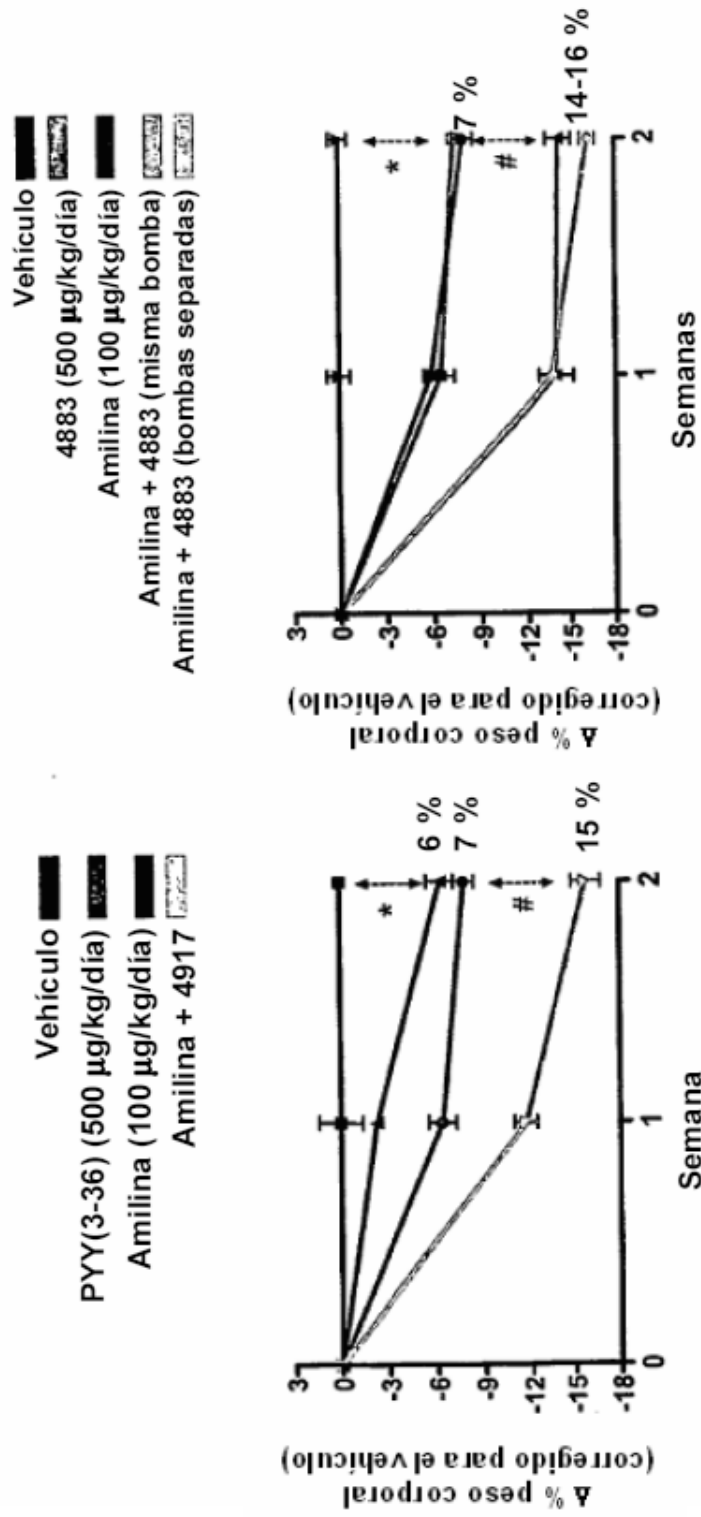 Vehículo
PYY(3-36) (500 µg/kg/día)
Amilina (100 µg/kg/día)
Amilina + 4917
Δ % peso corporal
(corregido para el vehículo)
3
0
-3
-6
-9
-12
-15
-18
*
#
6 %
7 %
15 %
0
1
2
Semana
Vehículo
4883 (500 µg/kg/día)
Amilina (100 µg/kg/día)
Amilina + 4883 (misma bomba)
Amilina + 4883 (bombas separadas)
Δ % peso corporal
(corregido para el vehículo)
3
0
-3
-6
-9
-12
-15
-18
*
#
7 %
14-16 %
0
1
2
Semanas